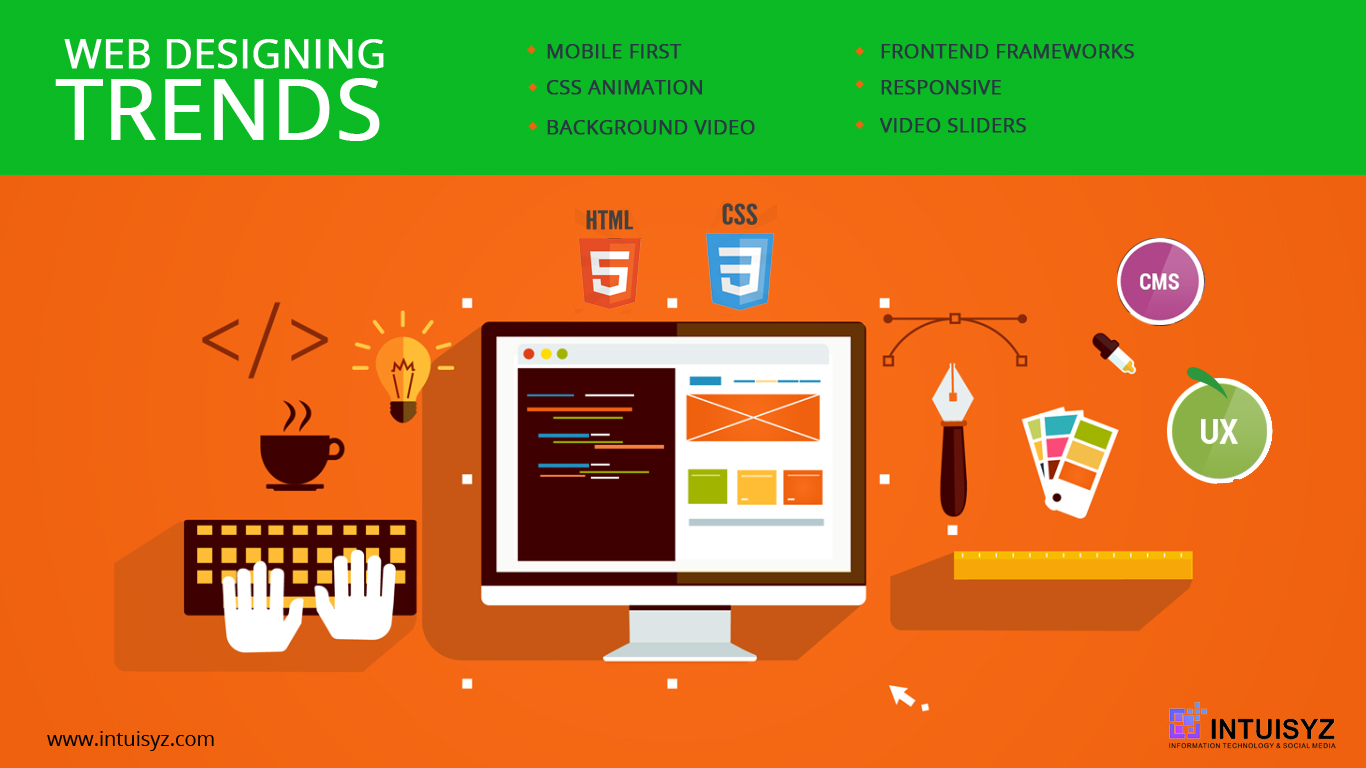 WEB DESIGNING
TRENDS
MOBILE FIRST
CSS ANIMATION
BACKGROUND VIDEO
FRONTEND FRAMEWORKS
RESPONSIVE
VIDEO SLIDERS
HTML
5
CSS
3
CMS
</>
UX
www.intuisyz.com
INTUISYZ
INFORMATION TECHNOLOGY & SOCIAL MEDIA